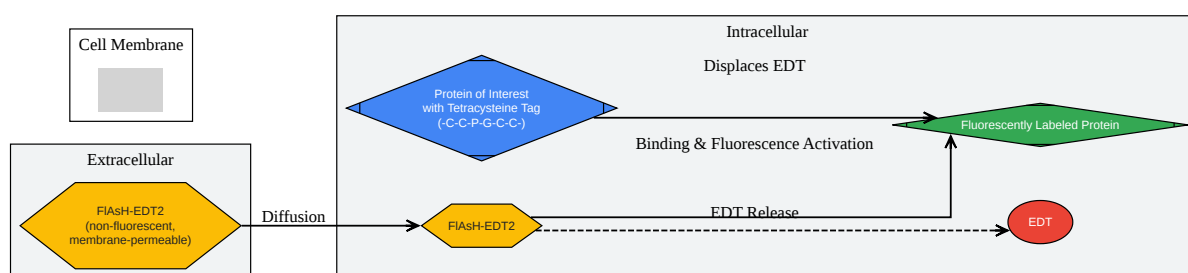 Cell Membrane
Extracellular
FlAsH-EDT2
(non-fluorescent,
membrane-permeable)
Diffusion
Intracellular
Displaces EDT
Protein of Interest
with Tetracysteine Tag
(-C-C-P-G-C-C-)
Fluorescently Labeled Protein
Binding & Fluorescence Activation
FlAsH-EDT2
EDT Release
EDT